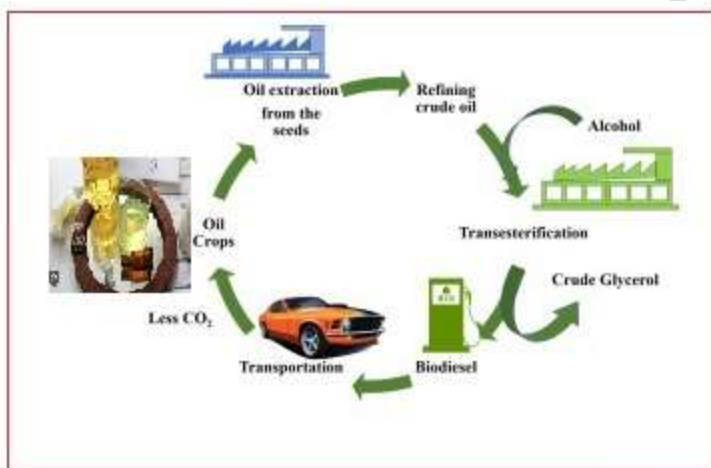 Oil extraction
from the
seeds
Refining
crude oil
Alcohol
Transesterification
Crude Glycerol
Biodiesel
Transportation
Less CO₂
Oil
Crops